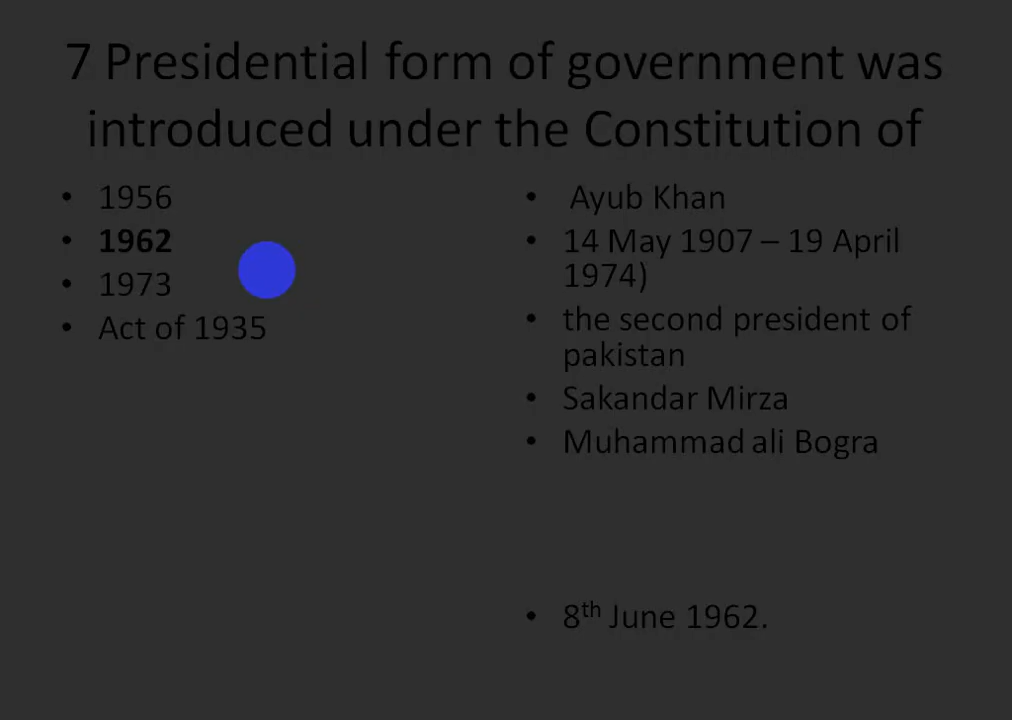 7 Presidential form of government was
introduced under the Constitution of
• 1956
• 1962
• 1973
• Act of 1935
• Ayub Khan
• 14 May 1907 – 19 April
1974)
• the second president of
pakistan
• Sakandar Mirza
• Muhammad ali Bogra
• 8th June 1962.